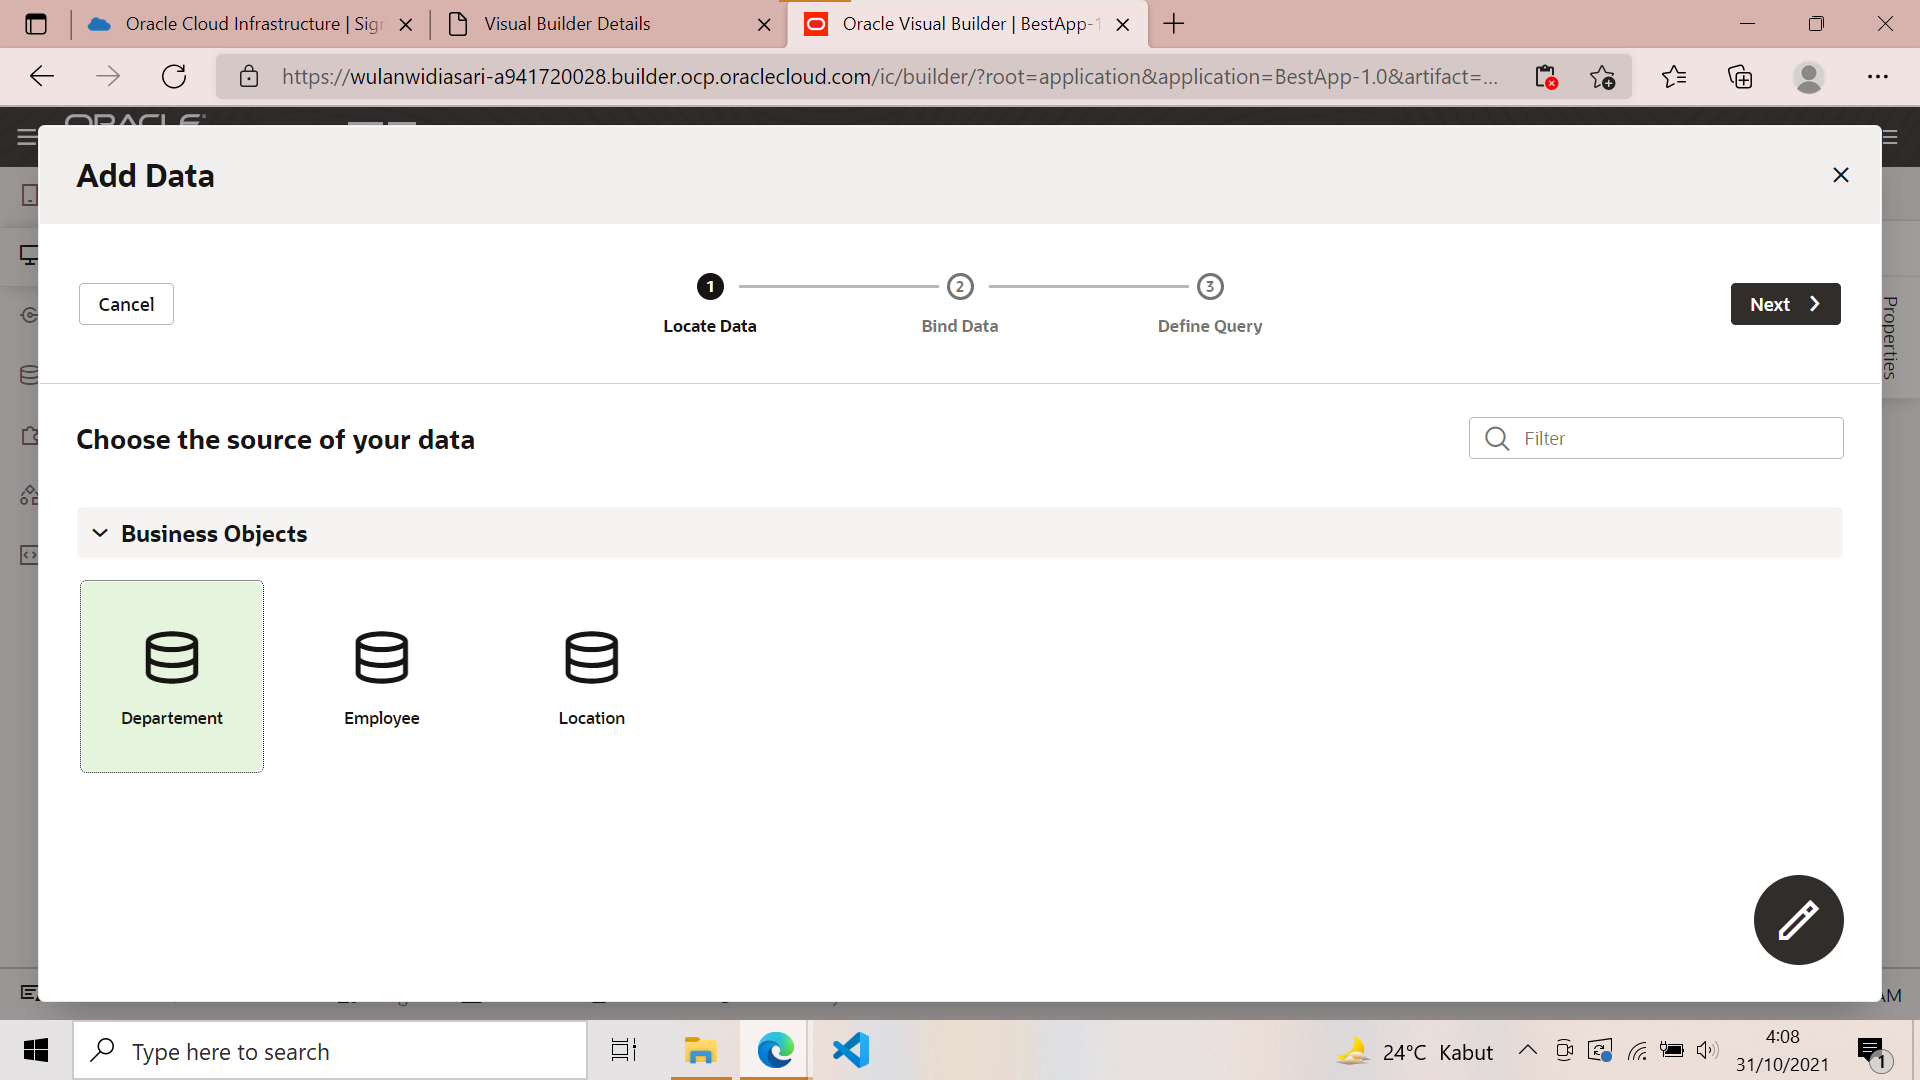 Oracle Cloud Infrastructure | Sign
Visual Builder Details
Oracle Visual Builder | BestApp-1
https://wulanwidiasari-a941720028.builder.ocp.oraclecloud.com/ic/builder/?root=application&application=BestApp-1.0&artifact=...
ORACLE
Add Data
Cancel
1
2
3
Next
Locate Data
Bind Data
Define Query
Properties
Choose the source of your data
Filter
Business Objects
Departement
Employee
Location
AM
Type here to search
24°C Kabut
4:08
31/10/2021
1